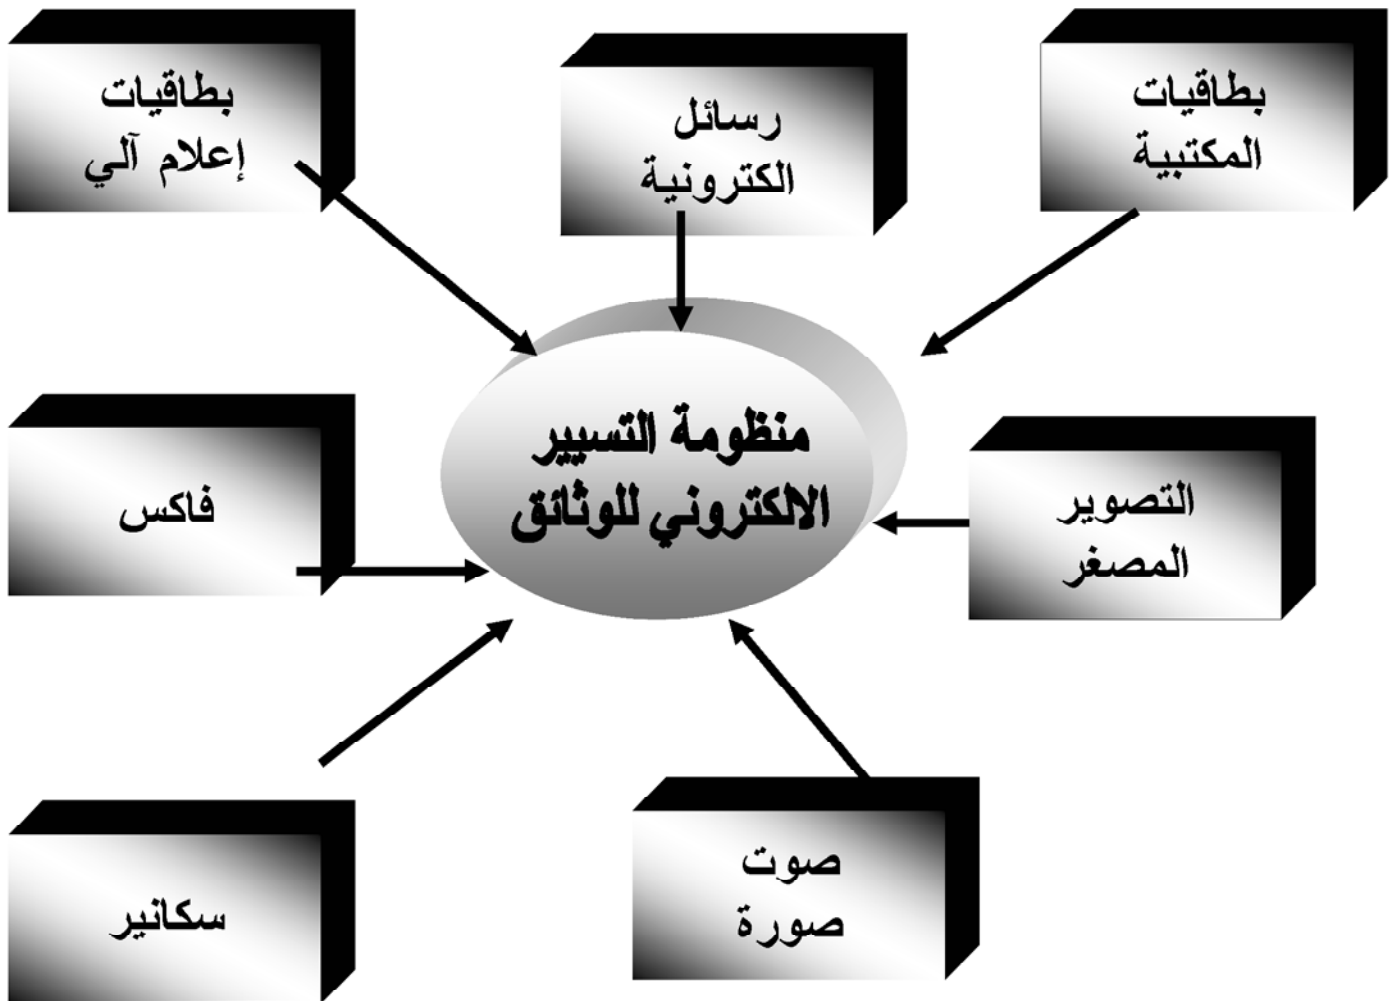 بطاقيات
المكتبية
رسائل
الكترونية
بطاقيات
إعلام آلي
منظومة التسيير
الالكتروني للوثائق
التصوير
المصغر
فاكس
صوت
صورة
سكانير